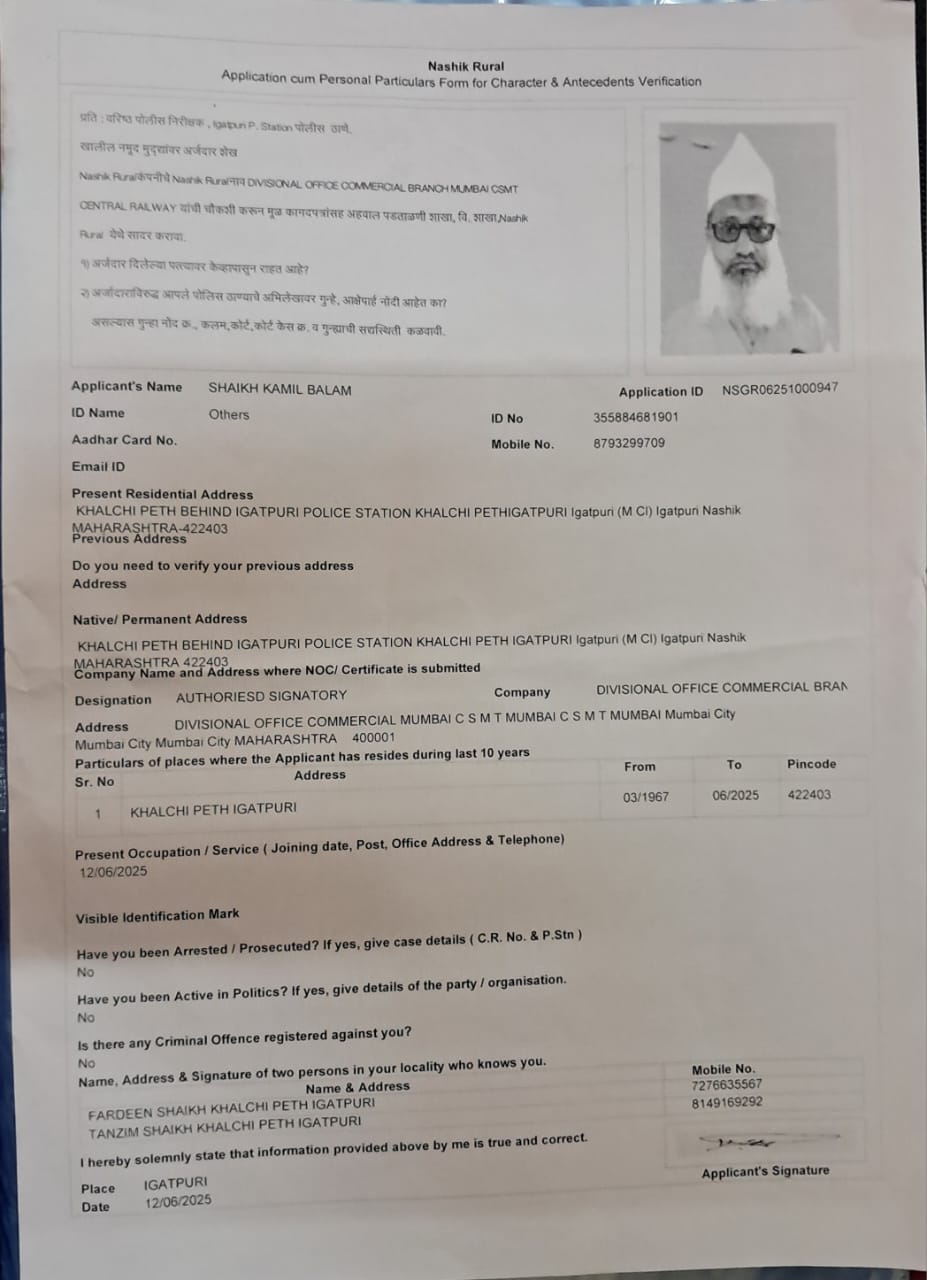 Nashik Rural
Application cum Personal Particulars Form for Character & Antecedents Verification
प्रति : वरिष्ठ पोलीस निरीक्षक , Igatpuri P. Station पोलीस ठाणे.
खालील नमूद मुद्द्यांवर अर्जदार शेख
Nashik Ruralकंपनीचे Nashik Ruralनाव DIVISIONAL OFFICE COMMERCIAL BRANCH MUMBAI CSMT
CENTRAL RAILWAY यांची चौकशी करून मूळ कागदपत्रांसह अहवाल पडताळणी शाखा, वि. शाखा,Nashik
Rural येथे सादर करावा.
१) अर्जदार दिलेल्या पत्त्यावर केव्हापासून राहत आहे?
२) अर्जादाराविरुद्ध आपले पोलिस ठाण्याचे अभिलेखावर गुन्हे, आक्षेपार्ह नोंदी आहेत का?
असल्यास गुन्हा नोंद क्र., कलम,कोर्ट,कोर्ट केस क्र. व गुन्ह्याची सद्यस्थिती कळवावी.
Applicant's Name SHAIKH KAMIL BALAM Application ID NSGR06251000947
ID Name Others ID No 355884681901
Aadhar Card No. Mobile No. 8793299709
Email ID
Present Residential Address
KHALCHI PETH BEHIND IGATPURI POLICE STATION KHALCHI PETHIGATPURI Igatpuri (M Cl) Igatpuri Nashik
MAHARASHTRA-422403
Previous Address
Do you need to verify your previous address
Address
Native/ Permanent Address
KHALCHI PETH BEHIND IGATPURI POLICE STATION KHALCHI PETH IGATPURI Igatpuri (M Cl) Igatpuri Nashik
MAHARASHTRA 422403
Company Name and Address where NOC/ Certificate is submitted
Designation AUTHORIESD SIGNATORY Company DIVISIONAL OFFICE COMMERCIAL BRAN
Address DIVISIONAL OFFICE COMMERCIAL MUMBAI C S M T MUMBAI C S M T MUMBAI Mumbai City
Mumbai City Mumbai City MAHARASHTRA 400001
Particulars of places where the Applicant has resides during last 10 years
Sr. No Address From To Pincode
1 KHALCHI PETH IGATPURI 03/1967 06/2025 422403
Present Occupation / Service ( Joining date, Post, Office Address & Telephone)
12/06/2025
Visible Identification Mark
Have you been Arrested / Prosecuted? If yes, give case details ( C.R. No. & P.Stn )
No
Have you been Active in Politics? If yes, give details of the party / organisation.
No
Is there any Criminal Offence registered against you?
No
Name, Address & Signature of two persons in your locality who knows you.
Name & Address Mobile No.
FARDEEN SHAIKH KHALCHI PETH IGATPURI 7276635567
TANZIM SHAIKH KHALCHI PETH IGATPURI 8149169292
I hereby solemnly state that information provided above by me is true and correct.
Applicant's Signature
Place IGATPURI
Date 12/06/2025